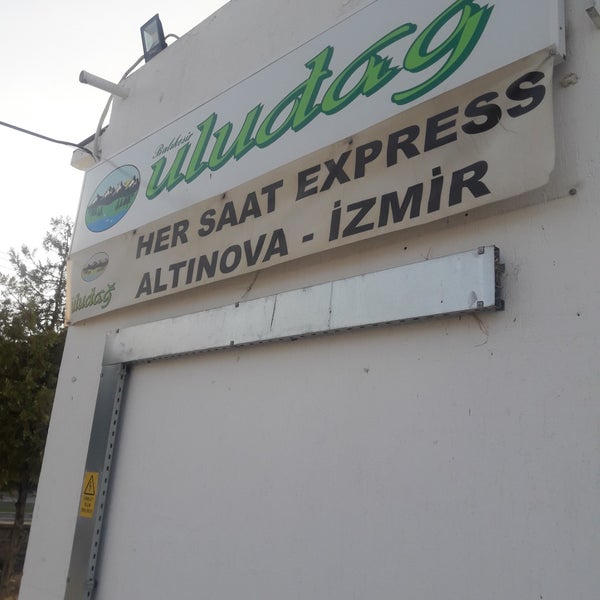 Balıkesir
uludağ
HER SAAT EXPRESS
ALTINOVA - İZMİR
uludağ